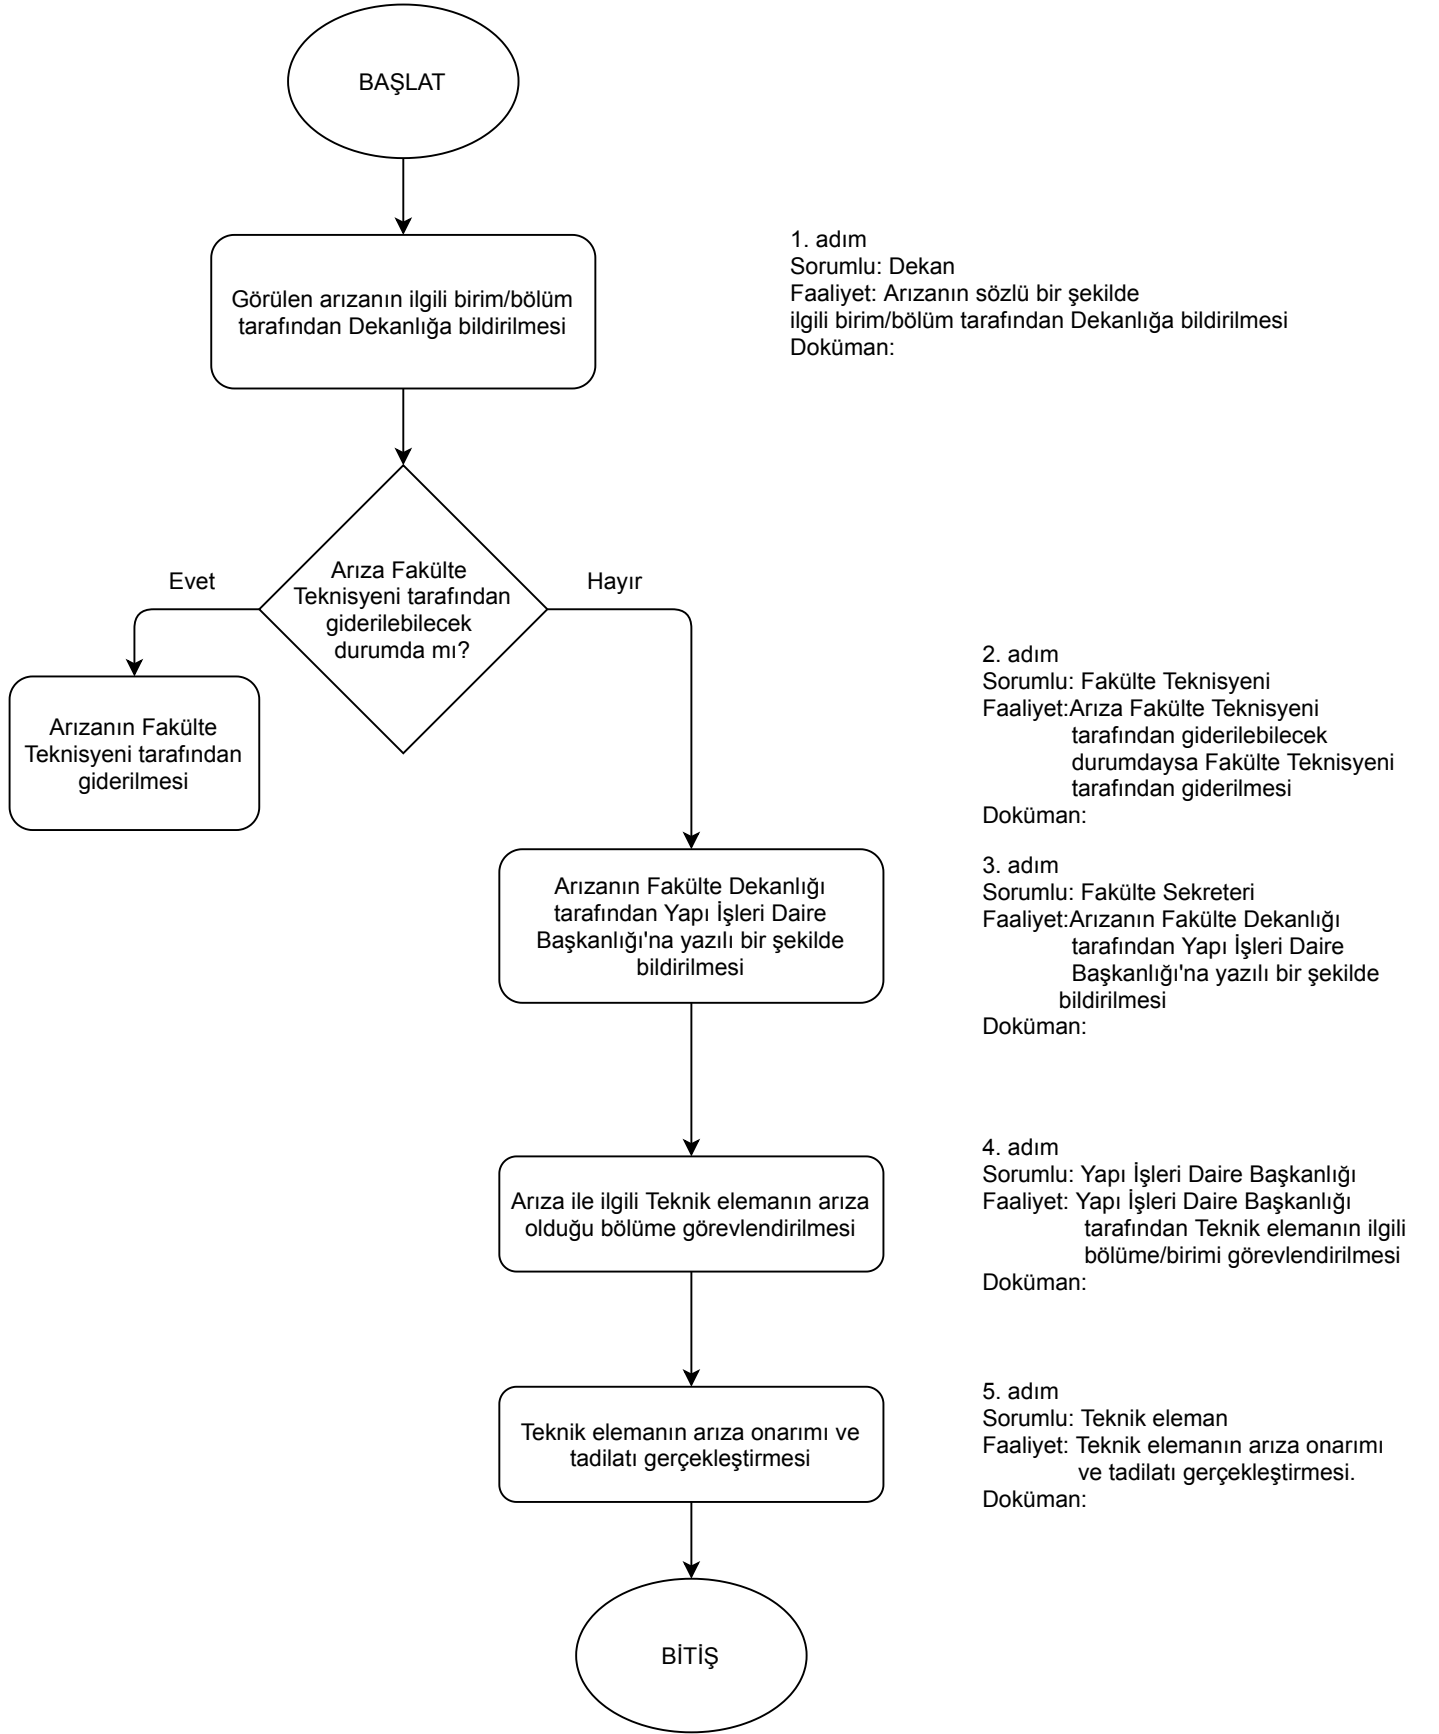 BAŞLAT
Görülen arızanın ilgili birim/bölüm
tarafından Dekanlığa bildirilmesi
1. adım
Sorumlu: Dekan
Faaliyet: Arızanın sözlü bir şekilde
ilgili birim/bölüm tarafından Dekanlığa bildirilmesi
Doküman:
Arıza Fakülte
Teknisyeni tarafından
giderilebilecek
durumda mı?
Evet
Hayır
Arızanın Fakülte
Teknisyeni tarafından
giderilmesi
2. adım
Sorumlu: Fakülte Teknisyeni
Faaliyet:Arıza Fakülte Teknisyeni
tarafından giderilebilecek
durumdaysa Fakülte Teknisyeni
tarafından giderilmesi
Doküman:
Arızanın Fakülte Dekanlığı
tarafından Yapı İşleri Daire
Başkanlığı'na yazılı bir şekilde
bildirilmesi
3. adım
Sorumlu: Fakülte Sekreteri
Faaliyet:Arızanın Fakülte Dekanlığı
tarafından Yapı İşleri Daire
Başkanlığı'na yazılı bir şekilde
bildirilmesi
Doküman:
Arıza ile ilgili Teknik elemanın arıza
olduğu bölüme görevlendirilmesi
4. adım
Sorumlu: Yapı İşleri Daire Başkanlığı
Faaliyet: Yapı İşleri Daire Başkanlığı
tarafından Teknik elemanın ilgili
bölüme/birimi görevlendirilmesi
Doküman:
Teknik elemanın arıza onarımı ve
tadilatı gerçekleştirmesi
5. adım
Sorumlu: Teknik eleman
Faaliyet: Teknik elemanın arıza onarımı
ve tadilatı gerçekleştirmesi.
Doküman:
BİTİŞ